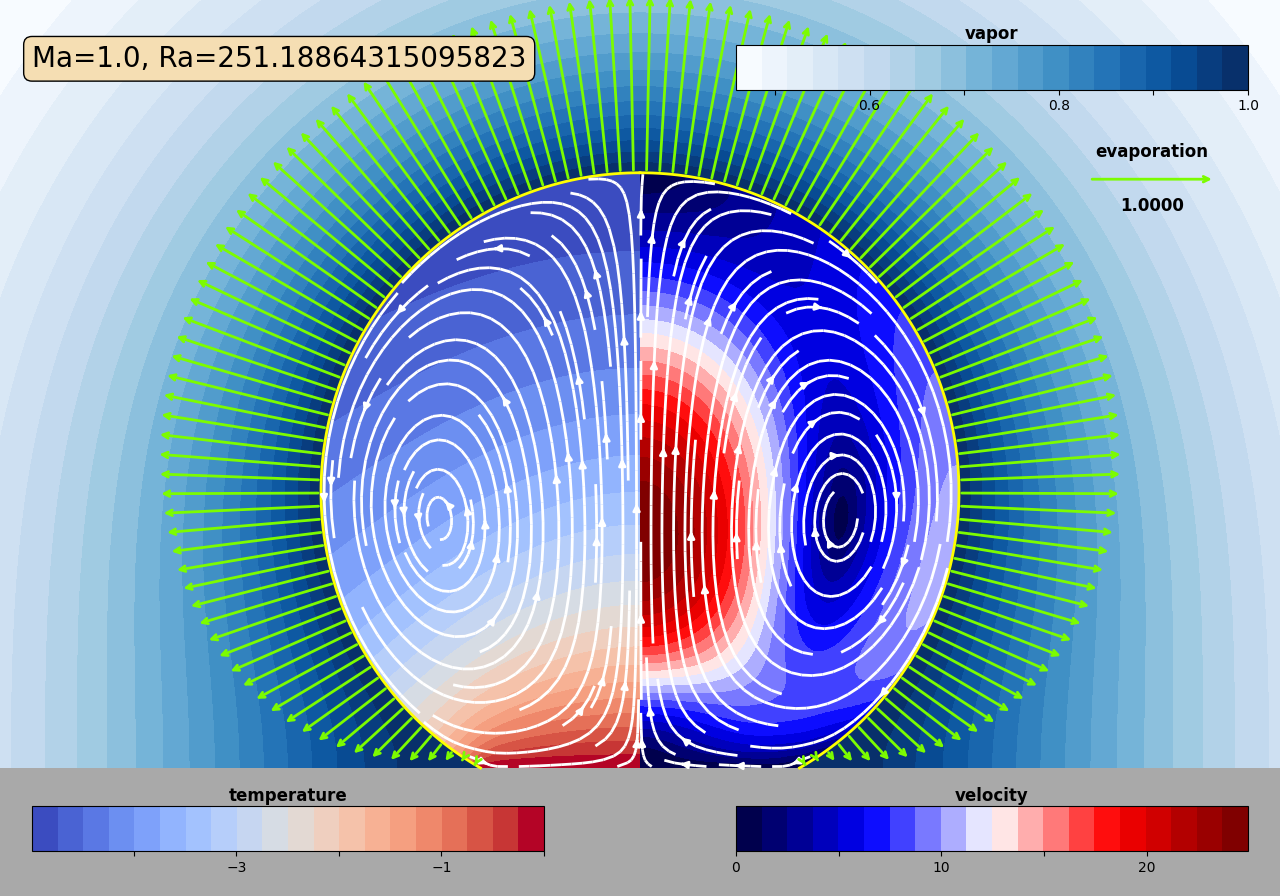 Ma=1.0, Ra=251.18864315095823
vapor
0.6 0.8 1.0
evaporation
1.0000
temperature
−3 −1
velocity
0 10 20